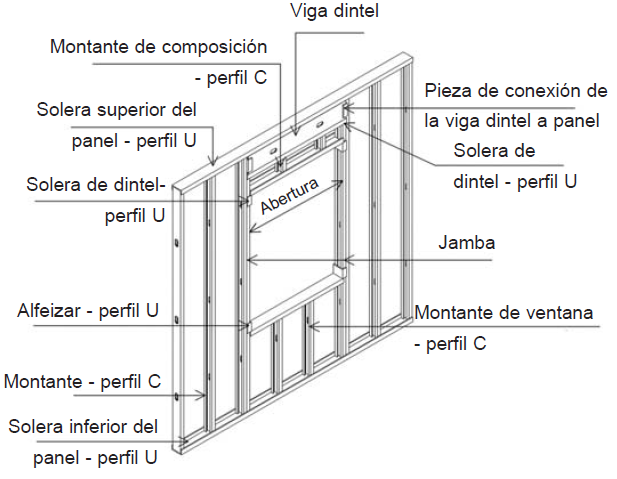 Viga dintel
Montante de composición
- perfil C
Solera superior del
panel - perfil U
Pieza de conexión de
la viga dintel a panel
Solera de
dintel - perfil U
Solera de dintel-
perfil U
Abertura
Jamba
Alfeizar - perfil U
Montante de ventana
- perfil C
Montante - perfil C
Solera inferior del
panel - perfil U